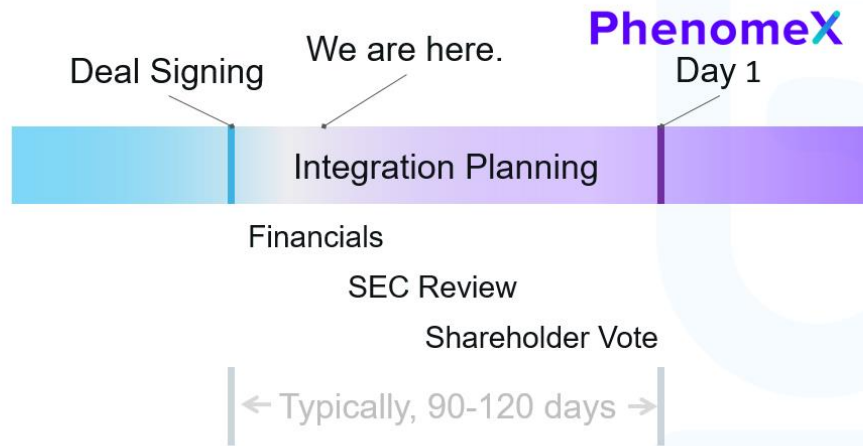 PhenomeX
We are here.
Deal Signing
Day 1
Integration Planning
Financials
SEC Review
Shareholder Vote
Typically, 90-120 days